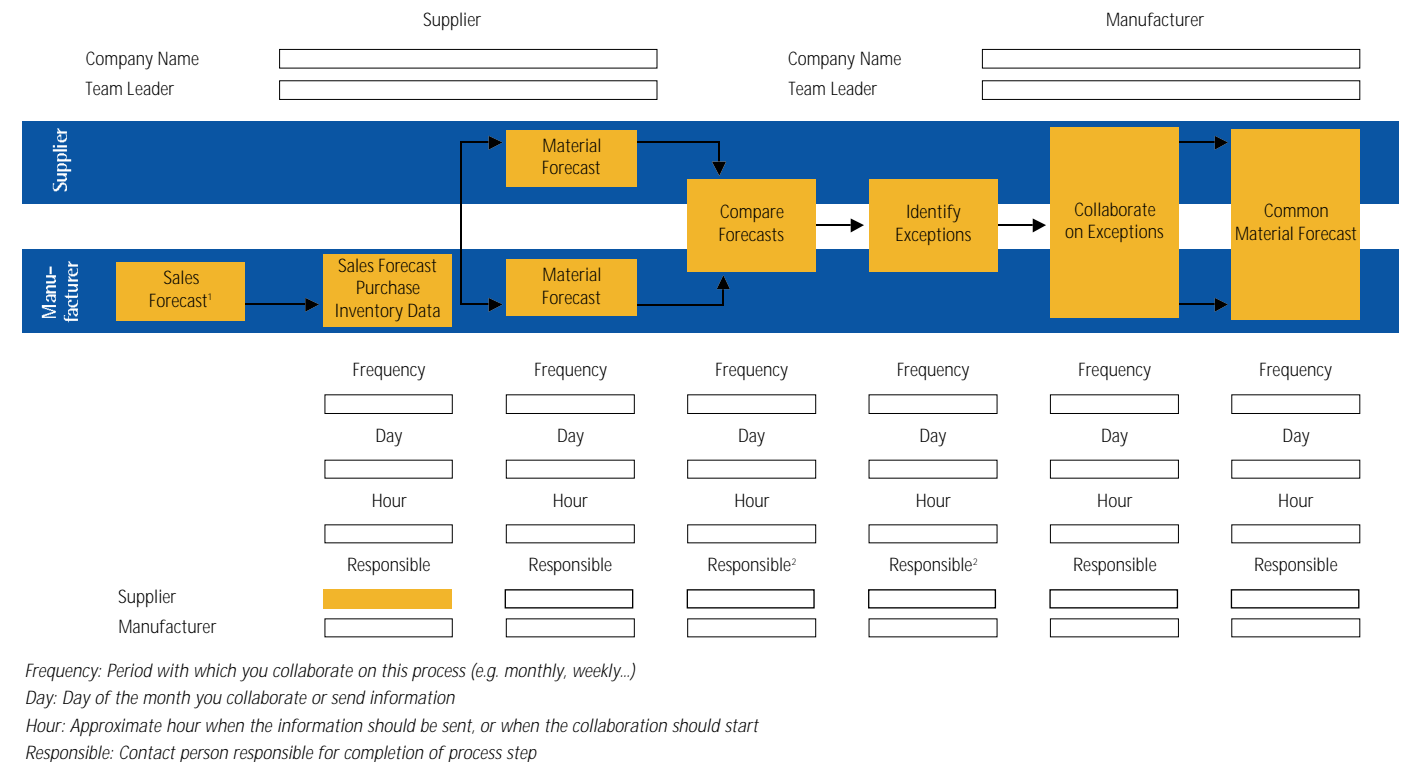 Supplier
Manufacturer
Company Name
Company Name
Team Leader
Team Leader
Supplier
Material
Forecast
Compare
Forecasts
Identify
Exceptions
Collaborate
on Exceptions
Common
Material Forecast
Manu-
facturer
Sales
Forecast¹
Sales Forecast
Purchase
Inventory Data
Material
Forecast
Frequency Frequency Frequency Frequency Frequency Frequency
Day Day Day Day Day Day
Hour Hour Hour Hour Hour Hour
Responsible Responsible Responsible² Responsible² Responsible Responsible
Supplier
Manufacturer
Frequency: Period with which you collaborate on this process (e.g. monthly, weekly...)
Day: Day of the month you collaborate or send information
Hour: Approximate hour when the information should be sent, or when the collaboration should start
Responsible: Contact person responsible for completion of process step